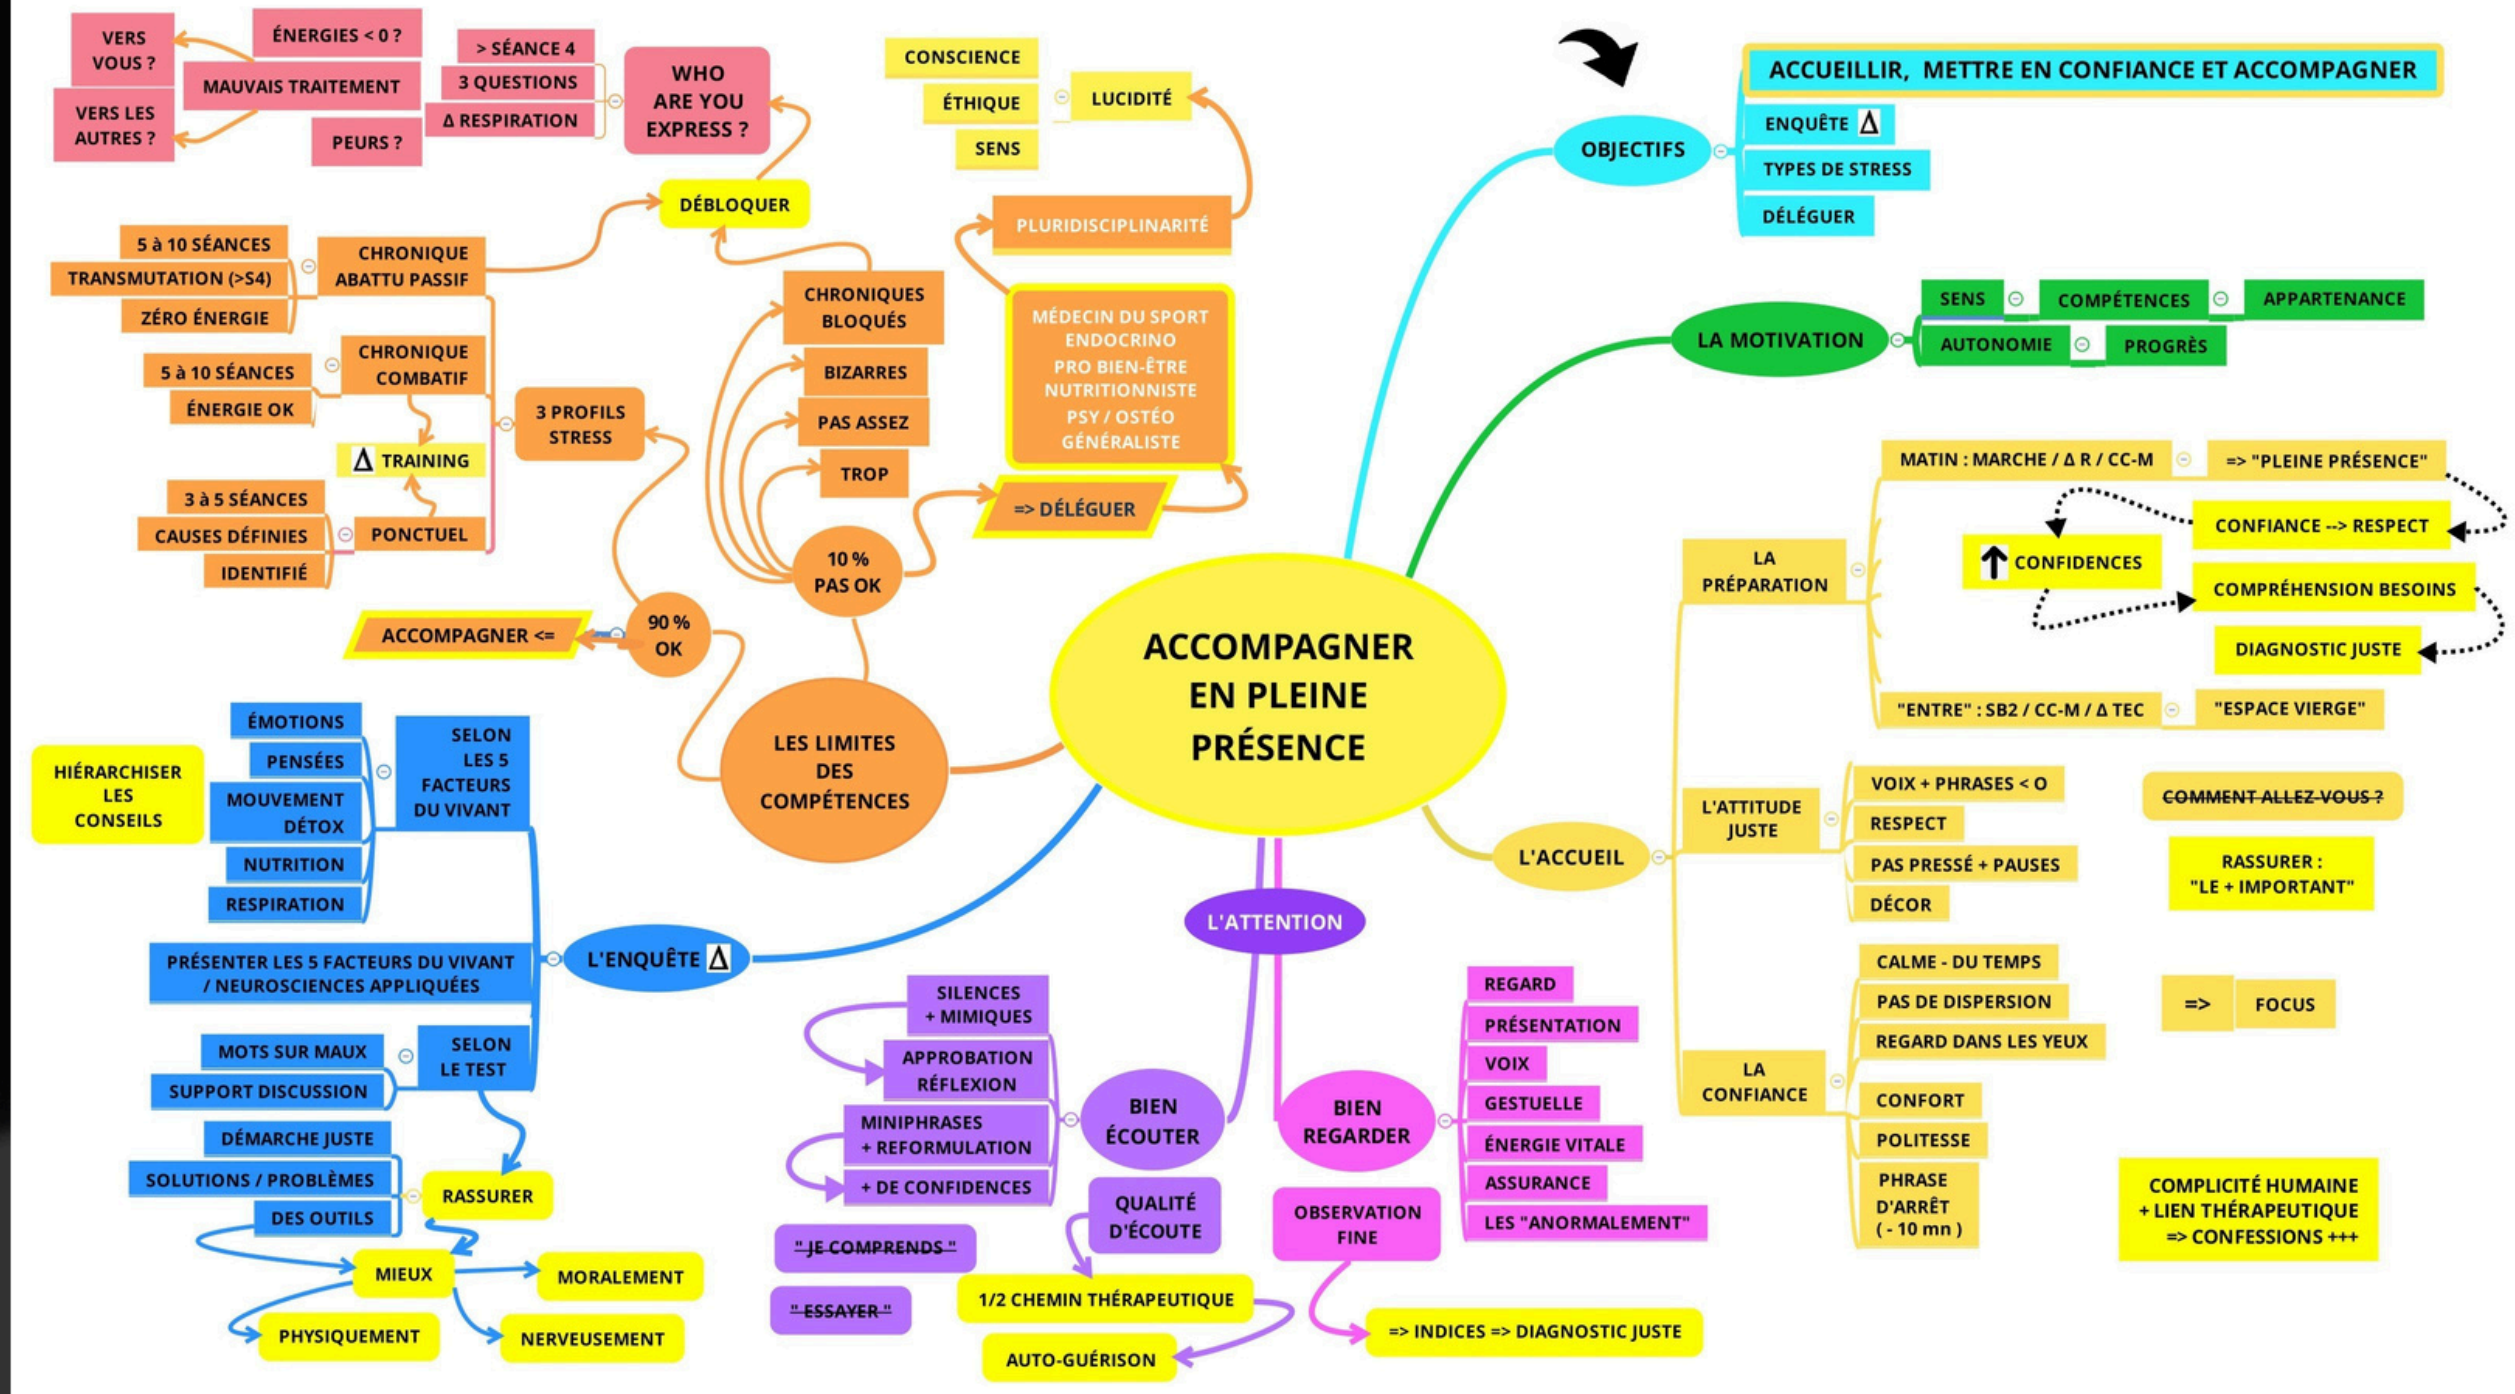 ACCOMPAGNER
EN PLEINE
PRÉSENCE
OBJECTIFS
ACCUEILLIR, METTRE EN CONFIANCE ET ACCOMPAGNER
ENQUÊTE Δ
TYPES DE STRESS
DÉLÉGUER
LA MOTIVATION
SENS
COMPÉTENCES
APPARTENANCE
AUTONOMIE
PROGRÈS
L'ACCUEIL
LA
PRÉPARATION
MATIN : MARCHE / Δ R / CC-M
=> "PLEINE PRÉSENCE"
CONFIANCE --> RESPECT
CONFIDENCES
COMPRÉHENSION BESOINS
DIAGNOSTIC JUSTE
"ENTRE" : SB2 / CC-M / Δ TEC
"ESPACE VIERGE"
L'ATTITUDE
JUSTE
VOIX + PHRASES < O
RESPECT
PAS PRESSÉ + PAUSES
DÉCOR
COMMENT ALLEZ-VOUS ?
RASSURER :
"LE + IMPORTANT"
LA
CONFIANCE
CALME - DU TEMPS
PAS DE DISPERSION
REGARD DANS LES YEUX
=>
FOCUS
CONFORT
POLITESSE
PHRASE
D'ARRÊT
( - 10 mn )
COMPLICITÉ HUMAINE
+ LIEN THÉRAPEUTIQUE
=> CONFESSIONS +++
L'ATTENTION
BIEN
REGARDER
REGARD
PRÉSENTATION
VOIX
GESTUELLE
ÉNERGIE VITALE
ASSURANCE
LES "ANORMALEMENT"
OBSERVATION
FINE
=> INDICES => DIAGNOSTIC JUSTE
BIEN
ÉCOUTER
SILENCES
+ MIMIQUES
APPROBATION
RÉFLEXION
MINIPHRASES
+ REFORMULATION
+ DE CONFIDENCES
QUALITÉ
D'ÉCOUTE
" JE COMPRENDS "
" ESSAYER "
1/2 CHEMIN THÉRAPEUTIQUE
AUTO-GUÉRISON
L'ENQUÊTE Δ
SELON
LES 5
FACTEURS
DU VIVANT
ÉMOTIONS
PENSÉES
MOUVEMENT
DÉTOX
NUTRITION
RESPIRATION
HIÉRARCHISER
LES
CONSEILS
PRÉSENTER LES 5 FACTEURS DU VIVANT
/ NEUROSCIENCES APPLIQUÉES
SELON
LE TEST
MOTS SUR MAUX
SUPPORT DISCUSSION
RASSURER
DÉMARCHE JUSTE
SOLUTIONS / PROBLÈMES
DES OUTILS
MIEUX
MORALEMENT
PHYSIQUEMENT
NERVEUSEMENT
LES LIMITES
DES
COMPÉTENCES
90 %
OK
ACCOMPAGNER <=
3 PROFILS
STRESS
CHRONIQUE
ABATTU PASSIF
5 à 10 SÉANCES
TRANSMUTATION (>S4)
ZÉRO ÉNERGIE
CHRONIQUE
COMBATIF
5 à 10 SÉANCES
ÉNERGIE OK
Δ TRAINING
PONCTUEL
3 à 5 SÉANCES
CAUSES DÉFINIES
IDENTIFIÉ
10 %
PAS OK
CHRONIQUES
BLOQUÉS
BIZARRES
PAS ASSEZ
TROP
=> DÉLÉGUER
MÉDECIN DU SPORT
ENDOCRINO
PRO BIEN-ÊTRE
NUTRITIONNISTE
PSY / OSTÉO
GÉNÉRALISTE
PLURIDISCIPLINARITÉ
LUCIDITÉ
CONSCIENCE
ÉTHIQUE
SENS
DÉBLOQUER
WHO
ARE YOU
EXPRESS ?
> SÉANCE 4
3 QUESTIONS
Δ RESPIRATION
ÉNERGIES < 0 ?
MAUVAIS TRAITEMENT
PEURS ?
VERS
VOUS ?
VERS LES
AUTRES ?